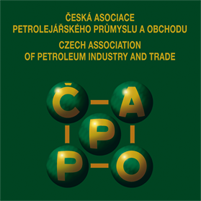 ČESKÁ ASOCIACE
PETROLEJÁŘSKÉHO PRŮMYSLU A OBCHODU
CZECH ASSOCIATION
OF PETROLEUM INDUSTRY AND TRADE
Č A
P
P O